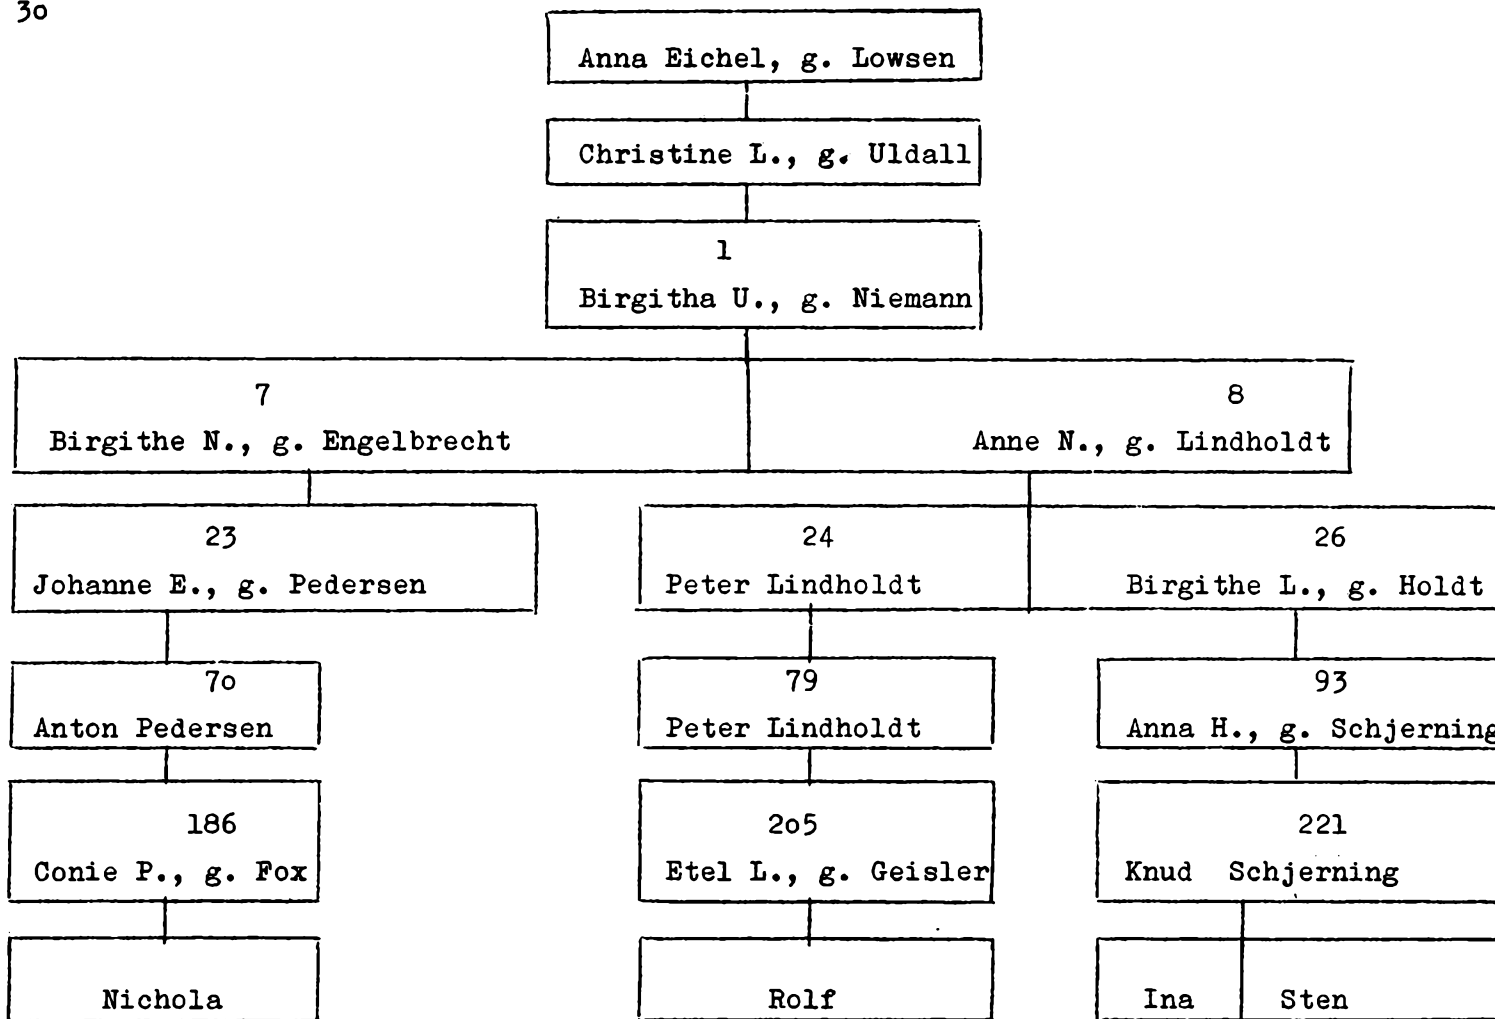 3o
Anna Eichel, g. Lowsen
Christine L., g. Uldall
1
Birgitha U., g. Niemann
7 8
Birgithe N., g. Engelbrecht Anne N., g. Lindholdt
23 24 26
Johanne E., g. Pedersen Peter Lindholdt Birgithe L., g. Holdt
7o 79 93
Anton Pedersen Peter Lindholdt Anna H., g. Schjerning
186 2o5 221
Conie P., g. Fox Etel L., g. Geisler Knud Schjerning
Nichola Rolf Ina Sten